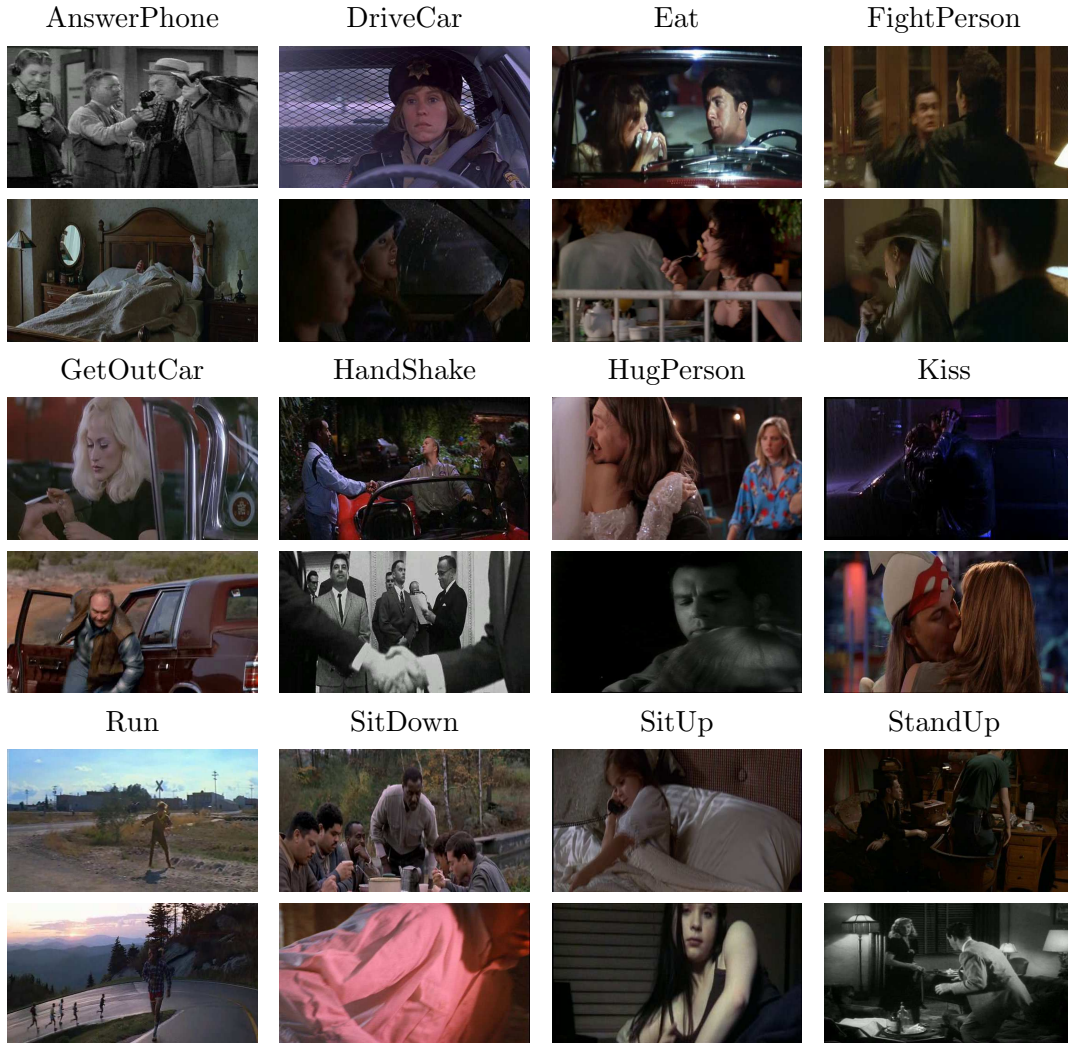 AnswerPhone DriveCar Eat FightPerson
GetOutCar HandShake HugPerson Kiss
Run SitDown SitUp StandUp